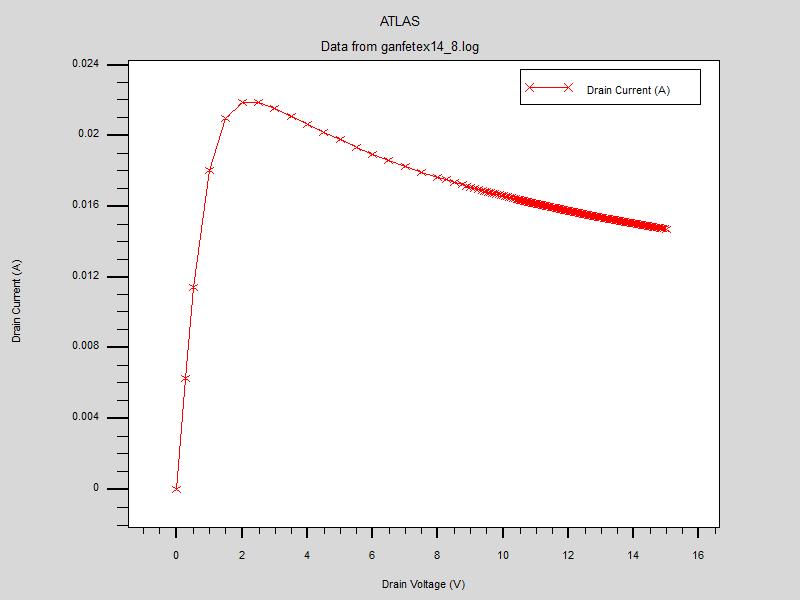 ATLAS
Data from ganfetex14_8.log
Drain Current (A)
0.024
0.02
0.016
0.012
0.008
0.004
0
Drain Current (A)
0 2 4 6 8 10 12 14 16
Drain Voltage (V)